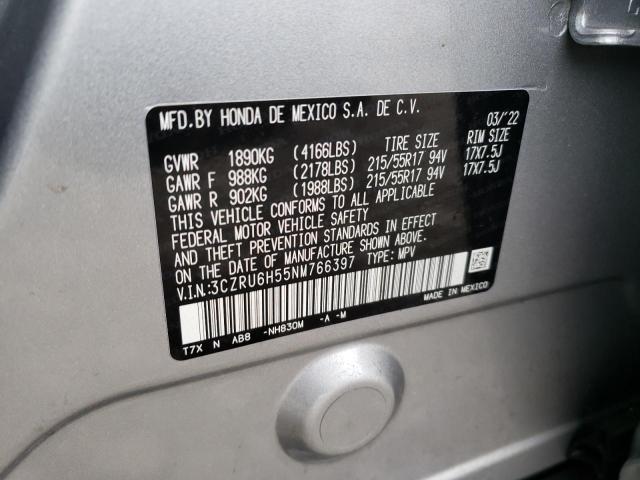 MFD.BY HONDA DE MEXICO S.A. DE C.V. 03/'22
GVWR 1890KG (4166LBS) TIRE SIZE RIM SIZE
GAWR F 988KG (2178LBS) 215/55R17 94V 17X7.5J
GAWR R 902KG (1988LBS) 215/55R17 94V 17X7.5J
THIS VEHICLE CONFORMS TO ALL APPLICABLE
FEDERAL MOTOR VEHICLE SAFETY
AND THEFT PREVENTION STANDARDS IN EFFECT
ON THE DATE OF MANUFACTURE SHOWN ABOVE.
V.I.N:3CZRU6H55NM766397 TYPE: MPV
MADE IN MEXICO
T7X N AB8 -NH830M -A -M